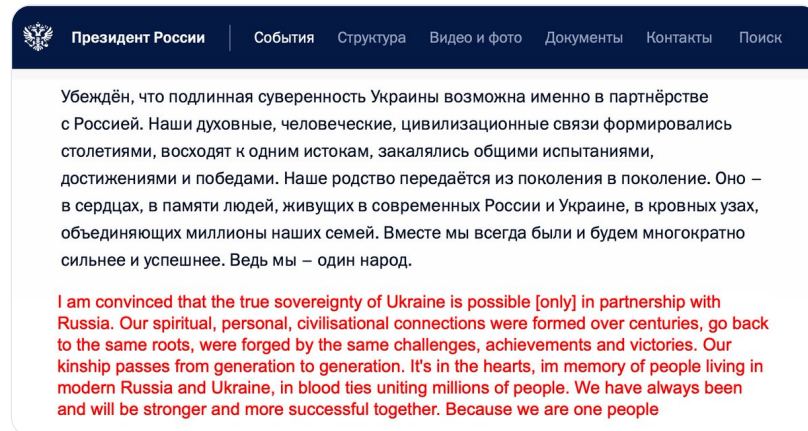 Президент России
События Структура Видео и фото Документы Контакты Поиск
Убеждён, что подлинная суверенность Украины возможна именно в партнёрстве
с Россией. Наши духовные, человеческие, цивилизационные связи формировались
столетиями, восходят к одним истокам, закалялись общими испытаниями,
достижениями и победами. Наше родство передаётся из поколения в поколение. Оно –
в сердцах, в памяти людей, живущих в современных России и Украине, в кровных узах,
объединяющих миллионы наших семей. Вместе мы всегда были и будем многократно
сильнее и успешнее. Ведь мы – один народ.
I am convinced that the true sovereignty of Ukraine is possible [only] in partnership with
Russia. Our spiritual, personal, civilisational connections were formed over centuries, go back
to the same roots, were forged by the same challenges, achievements and victories. Our
kinship passes from generation to generation. It's in the hearts, im memory of people living in
modern Russia and Ukraine, in blood ties uniting millions of people. We have always been
and will be stronger and more successful together. Because we are one people